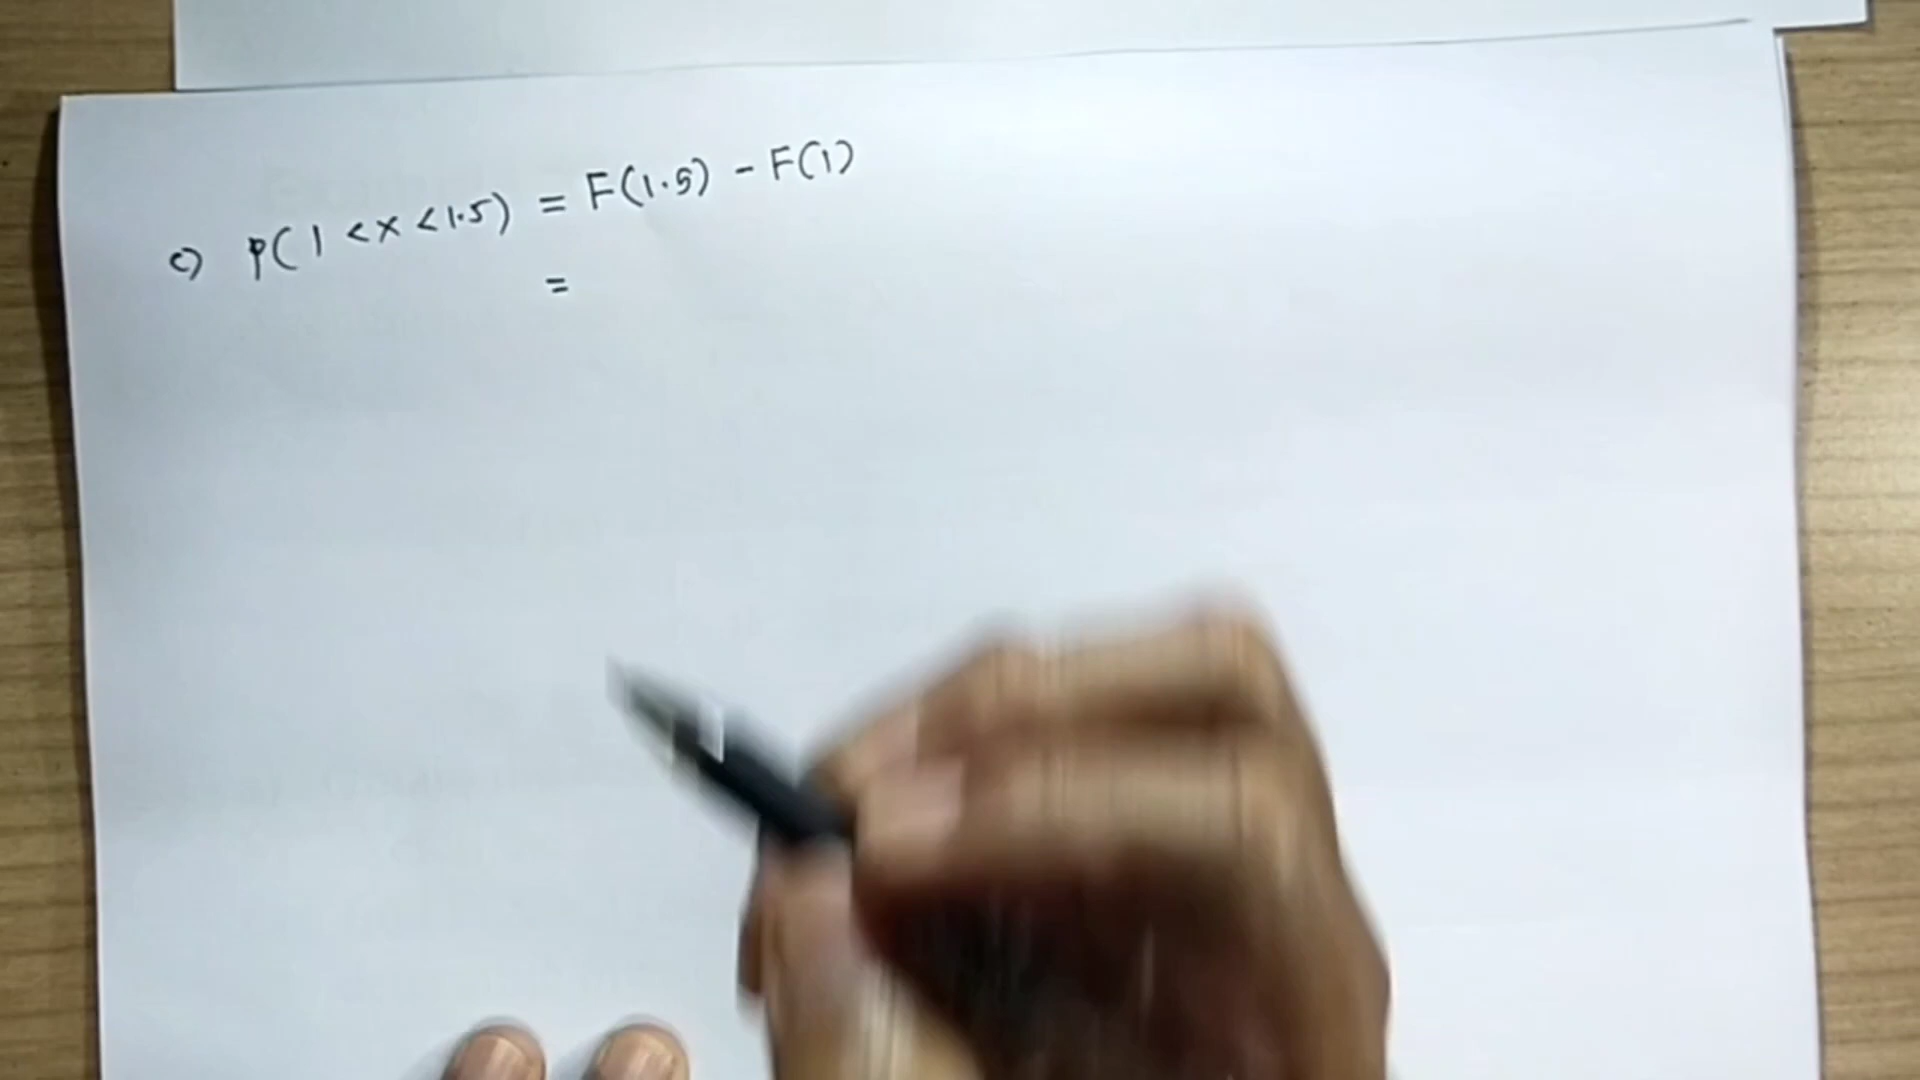 c) P( 1 < x < 1.5) = F(1.5) - F(1)
=